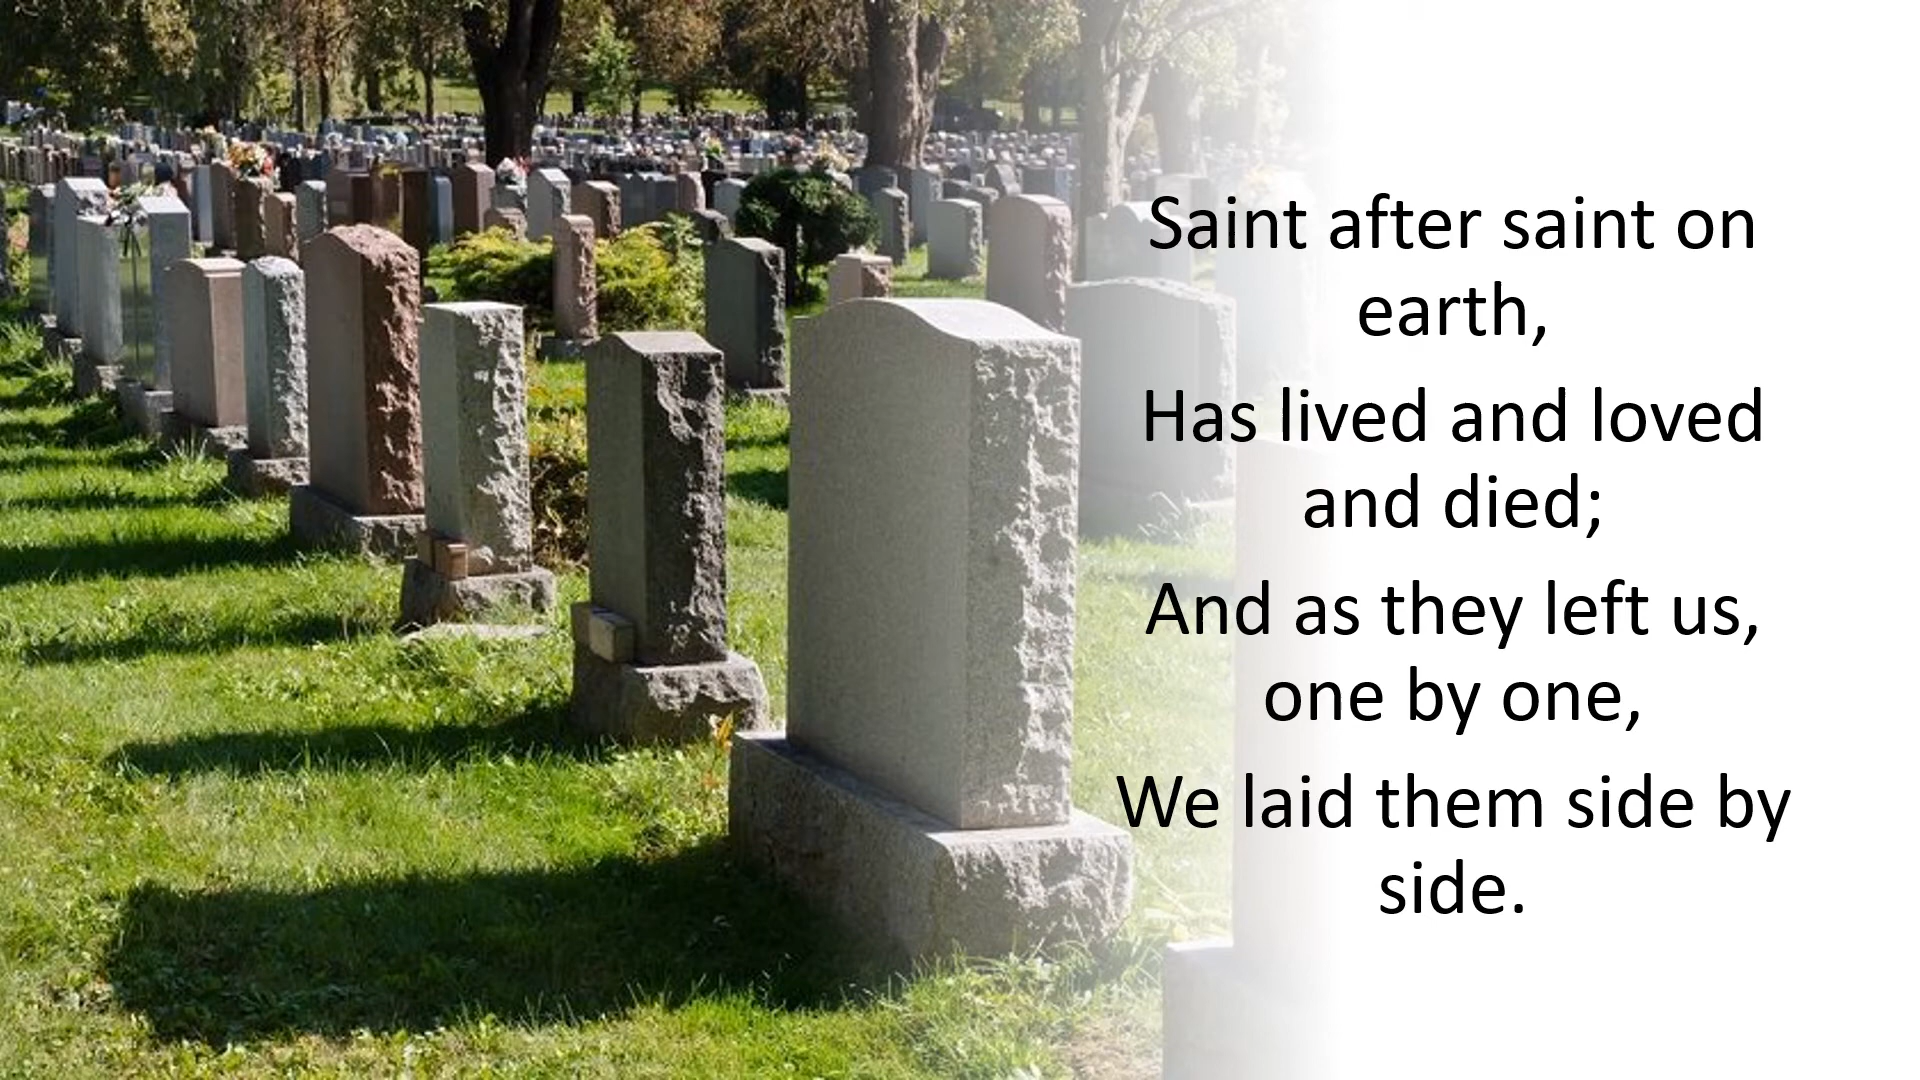 Saint after saint on
earth,
Has lived and loved
and died;
And as they left us,
one by one,
We laid them side by
side.